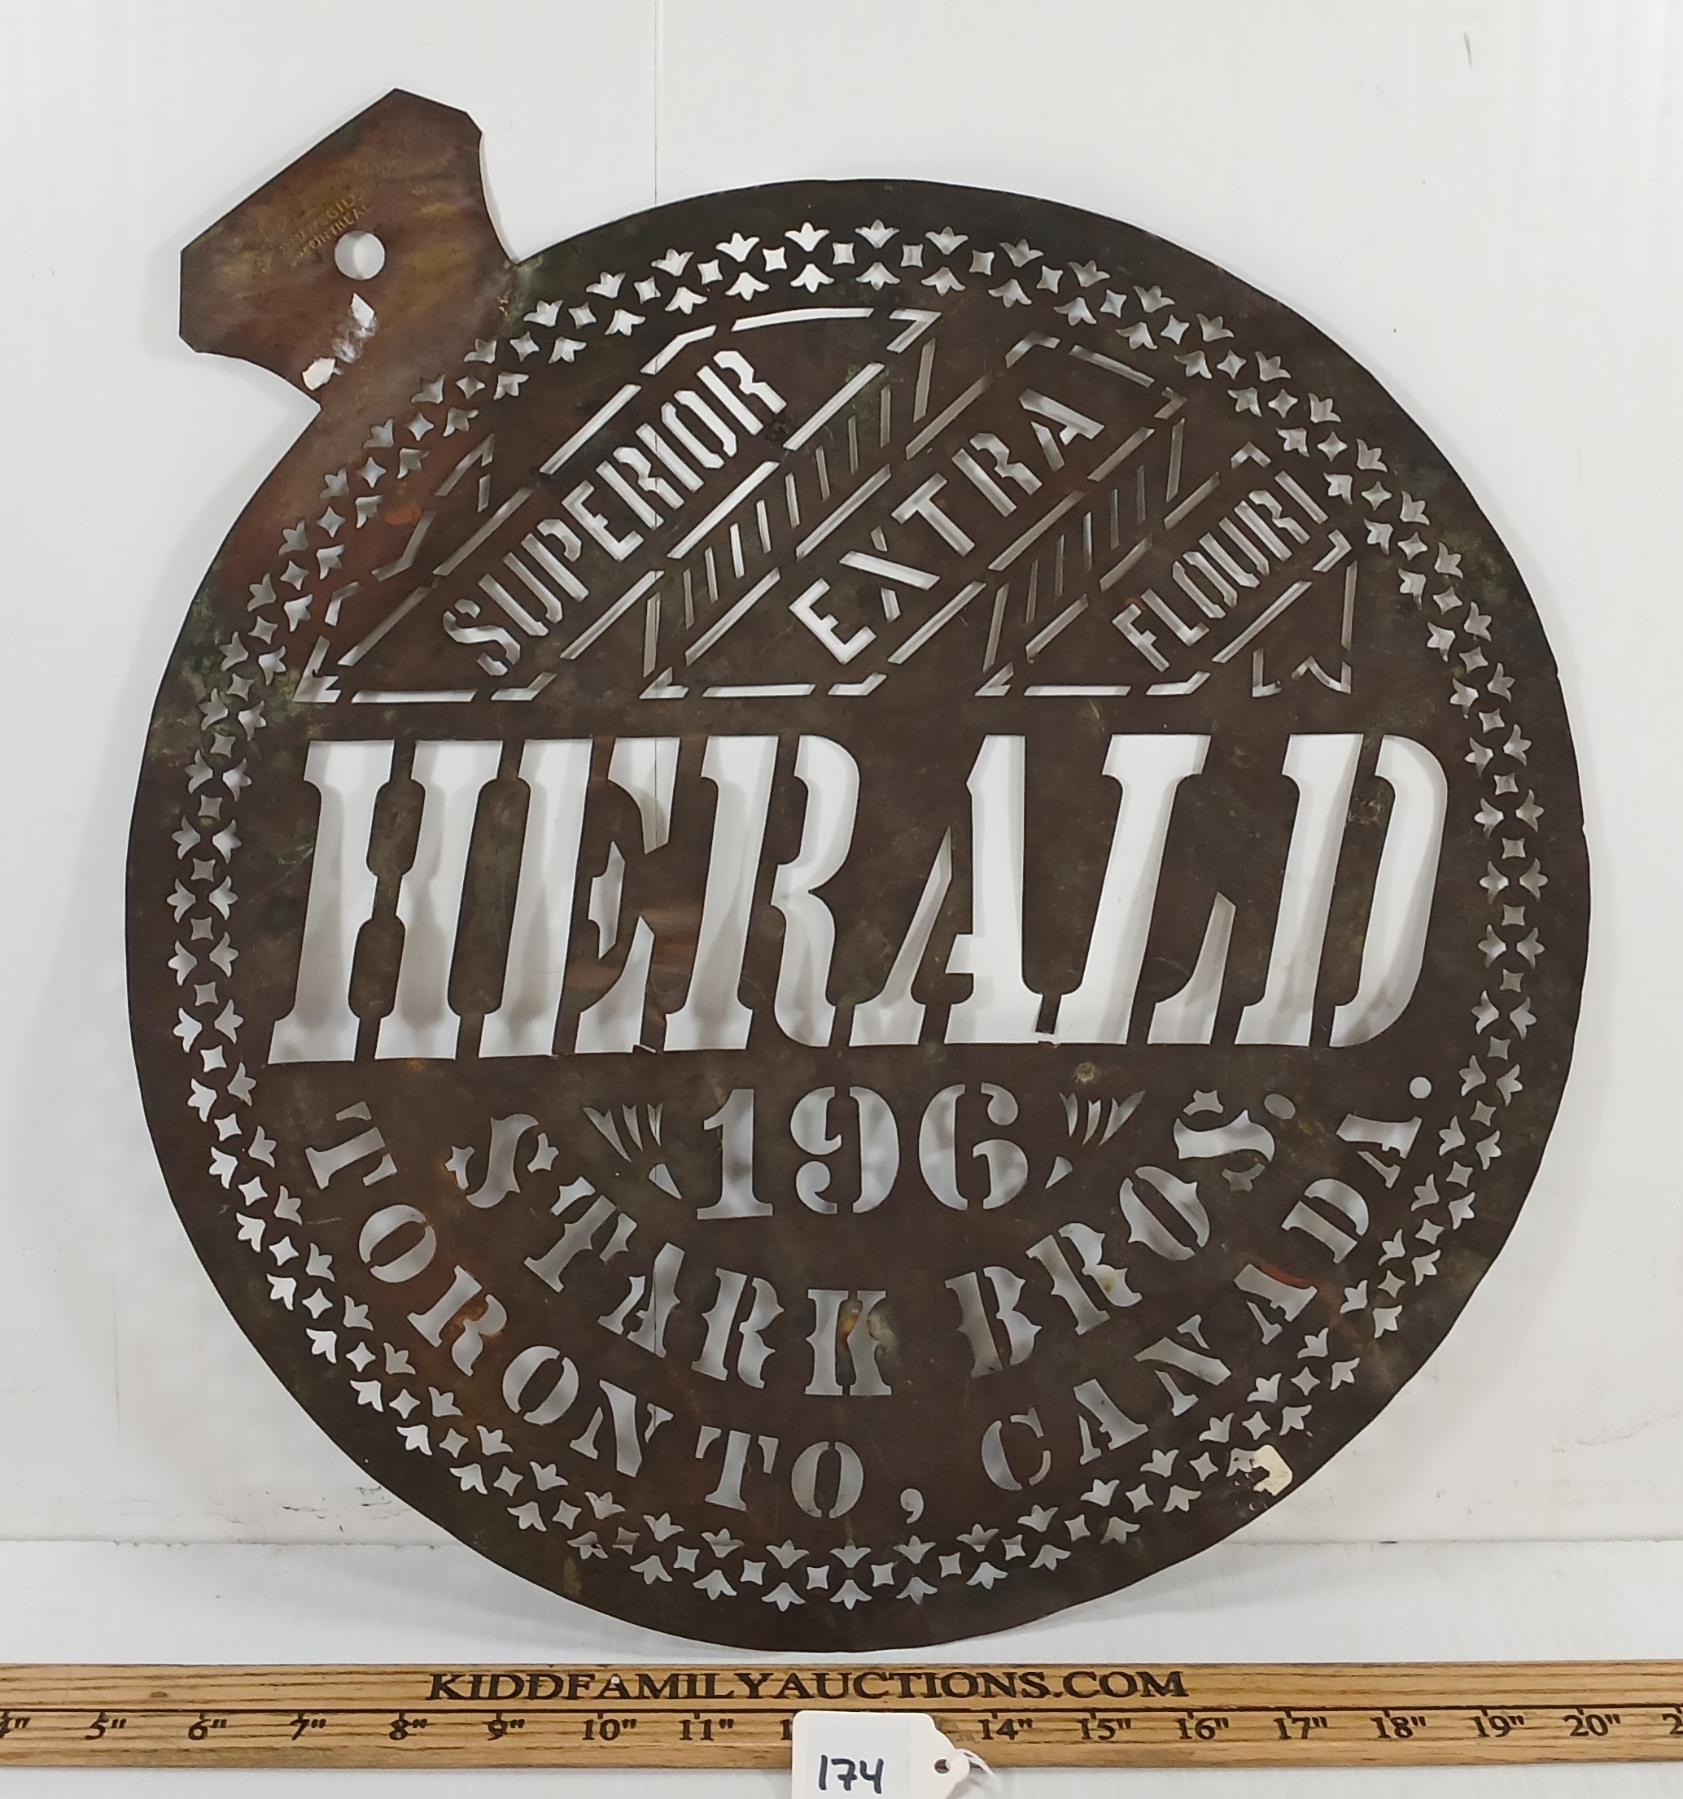 MONTREAL
SUPERIOR
EXTRA
FLOUR
HERALD
196
STARK BROS.
TORONTO, CANADA.
KIDDFAMILYAUCTIONS.COM
5" 6" 7" 8" 9" 10" 11" 14" 15" 16" 17" 18" 19" 20"
174